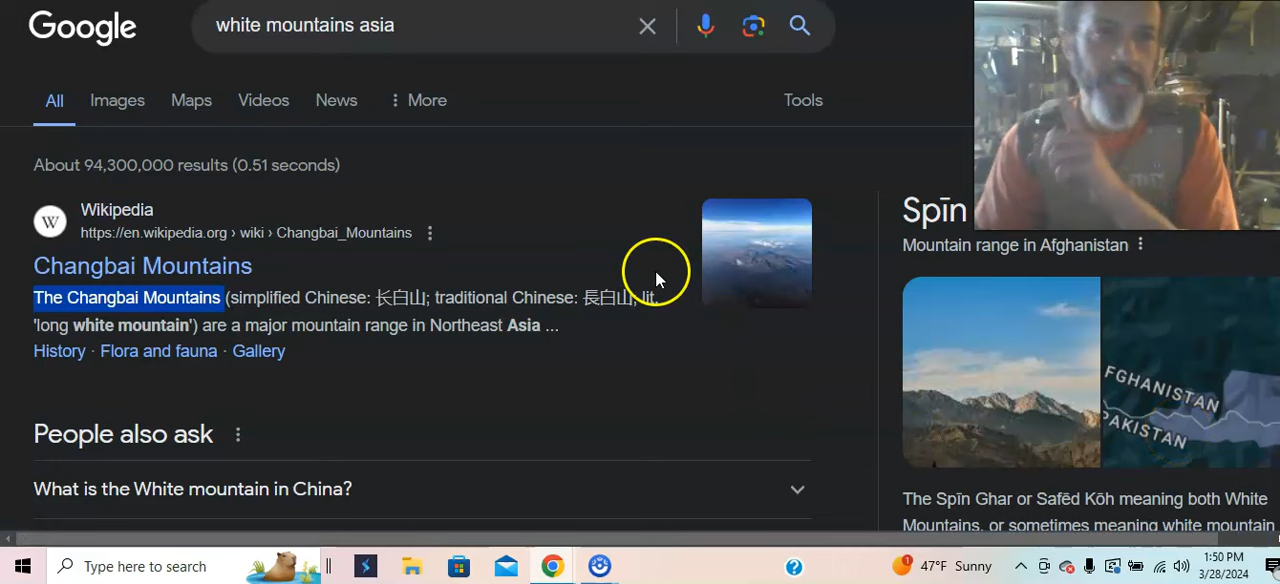 Google
white mountains asia
All Images Maps Videos News More Tools
About 94,300,000 results (0.51 seconds)
Wikipedia
W
https://en.wikipedia.org › wiki › Changbai_Mountains
Changbai Mountains
The Changbai Mountains (simplified Chinese: 长白山; traditional Chinese: 長白山; lit.
'long white mountain') are a major mountain range in Northeast Asia ...
History · Flora and fauna · Gallery
People also ask
What is the White mountain in China?
Spīn
Mountain range in Afghanistan
FGHANISTAN
PAKISTAN
The Spīn Ghar or Safēd Kōh meaning both White
Mountains, or sometimes meaning white mountain
Type here to search
1
47°F Sunny
1:50 PM
3/28/2024